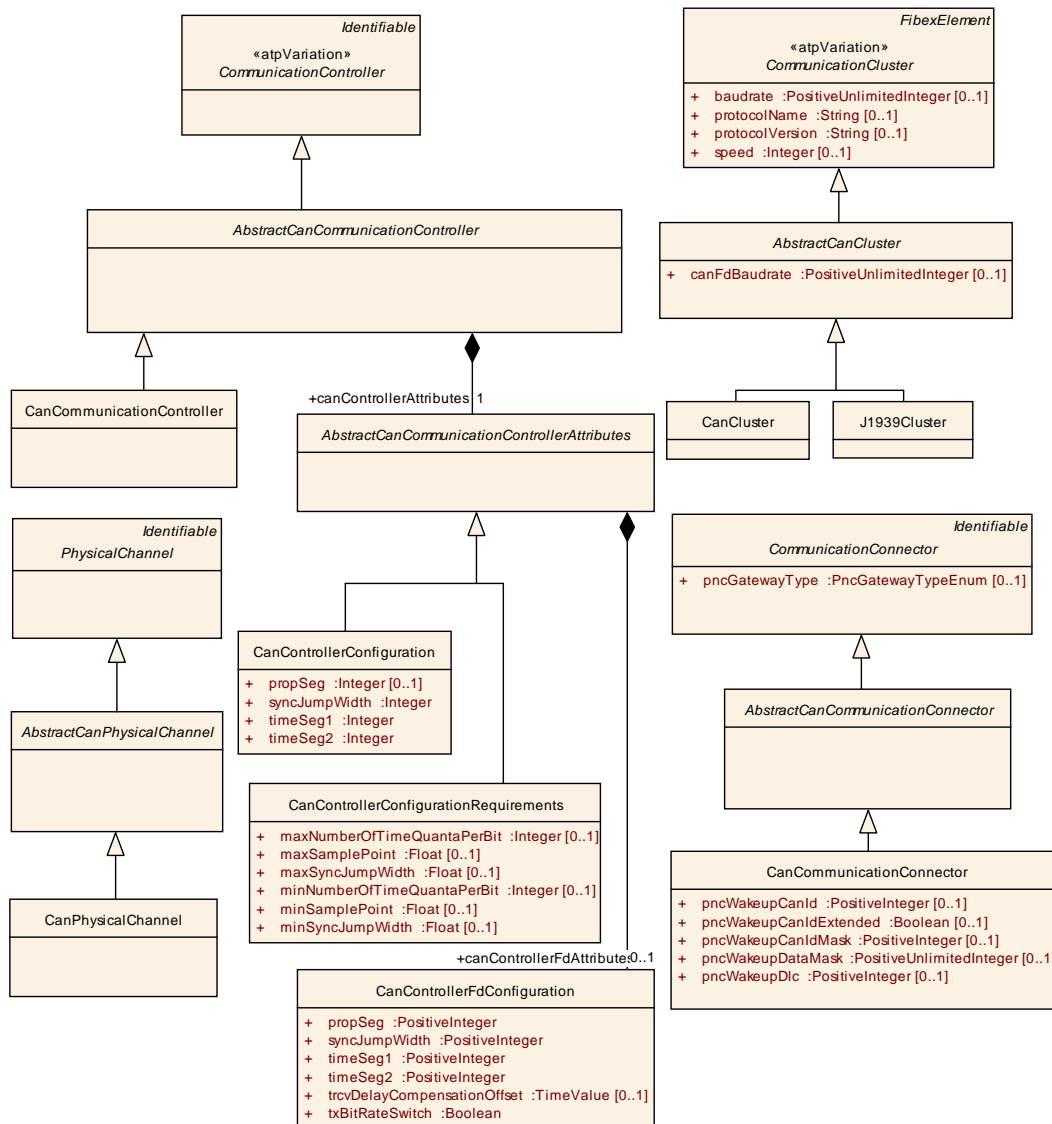 Identifiable
«atpVariation»
CommunicationController
FibexElement
«atpVariation»
CommunicationCluster
+ baudrate :PositiveUnlimitedInteger [0..1]
+ protocolName :String [0..1]
+ protocolVersion :String [0..1]
+ speed :Integer [0..1]
AbstractCanCommunicationController
AbstractCanCluster
+ canFdBaudrate :PositiveUnlimitedInteger [0..1]
CanCommunicationController
+canControllerAttributes 1
AbstractCanCommunicationControllerAttributes
CanCluster
J1939Cluster
Identifiable
PhysicalChannel
Identifiable
CommunicationConnector
+ pncGatewayType :PncGatewayTypeEnum [0..1]
CanControllerConfiguration
+ propSeg :Integer [0..1]
+ syncJumpWidth :Integer
+ timeSeg1 :Integer
+ timeSeg2 :Integer
AbstractCanPhysicalChannel
AbstractCanCommunicationConnector
CanControllerConfigurationRequirements
+ maxNumberOfTimeQuantaPerBit :Integer [0..1]
+ maxSamplePoint :Float [0..1]
+ maxSyncJumpWidth :Float [0..1]
+ minNumberOfTimeQuantaPerBit :Integer [0..1]
+ minSamplePoint :Float [0..1]
+ minSyncJumpWidth :Float [0..1]
CanPhysicalChannel
CanCommunicationConnector
+ pncWakeupCanId :PositiveInteger [0..1]
+ pncWakeupCanIdExtended :Boolean [0..1]
+ pncWakeupCanIdMask :PositiveInteger [0..1]
+ pncWakeupDataMask :PositiveUnlimitedInteger [0..1]
+ pncWakeupDlc :PositiveInteger [0..1]
+canControllerFdAttributes 0..1
CanControllerFdConfiguration
+ propSeg :PositiveInteger
+ syncJumpWidth :PositiveInteger
+ timeSeg1 :PositiveInteger
+ timeSeg2 :PositiveInteger
+ trcvDelayCompensationOffset :TimeValue [0..1]
+ txBitRateSwitch :Boolean